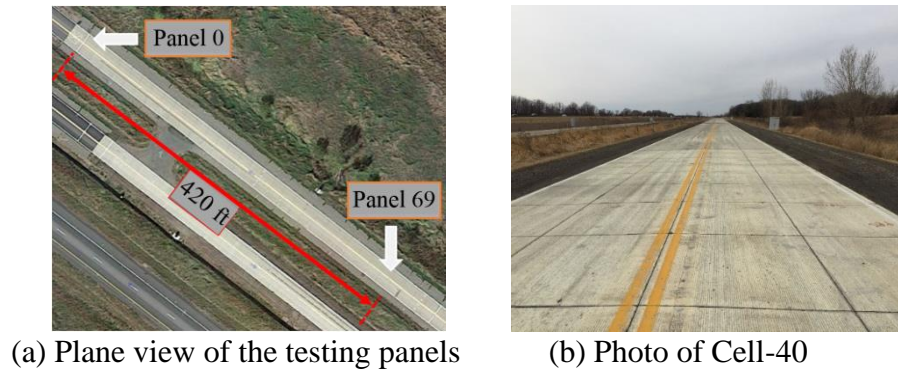 Panel 0
420 ft
Panel 69
(a) Plane view of the testing panels
(b) Photo of Cell-40